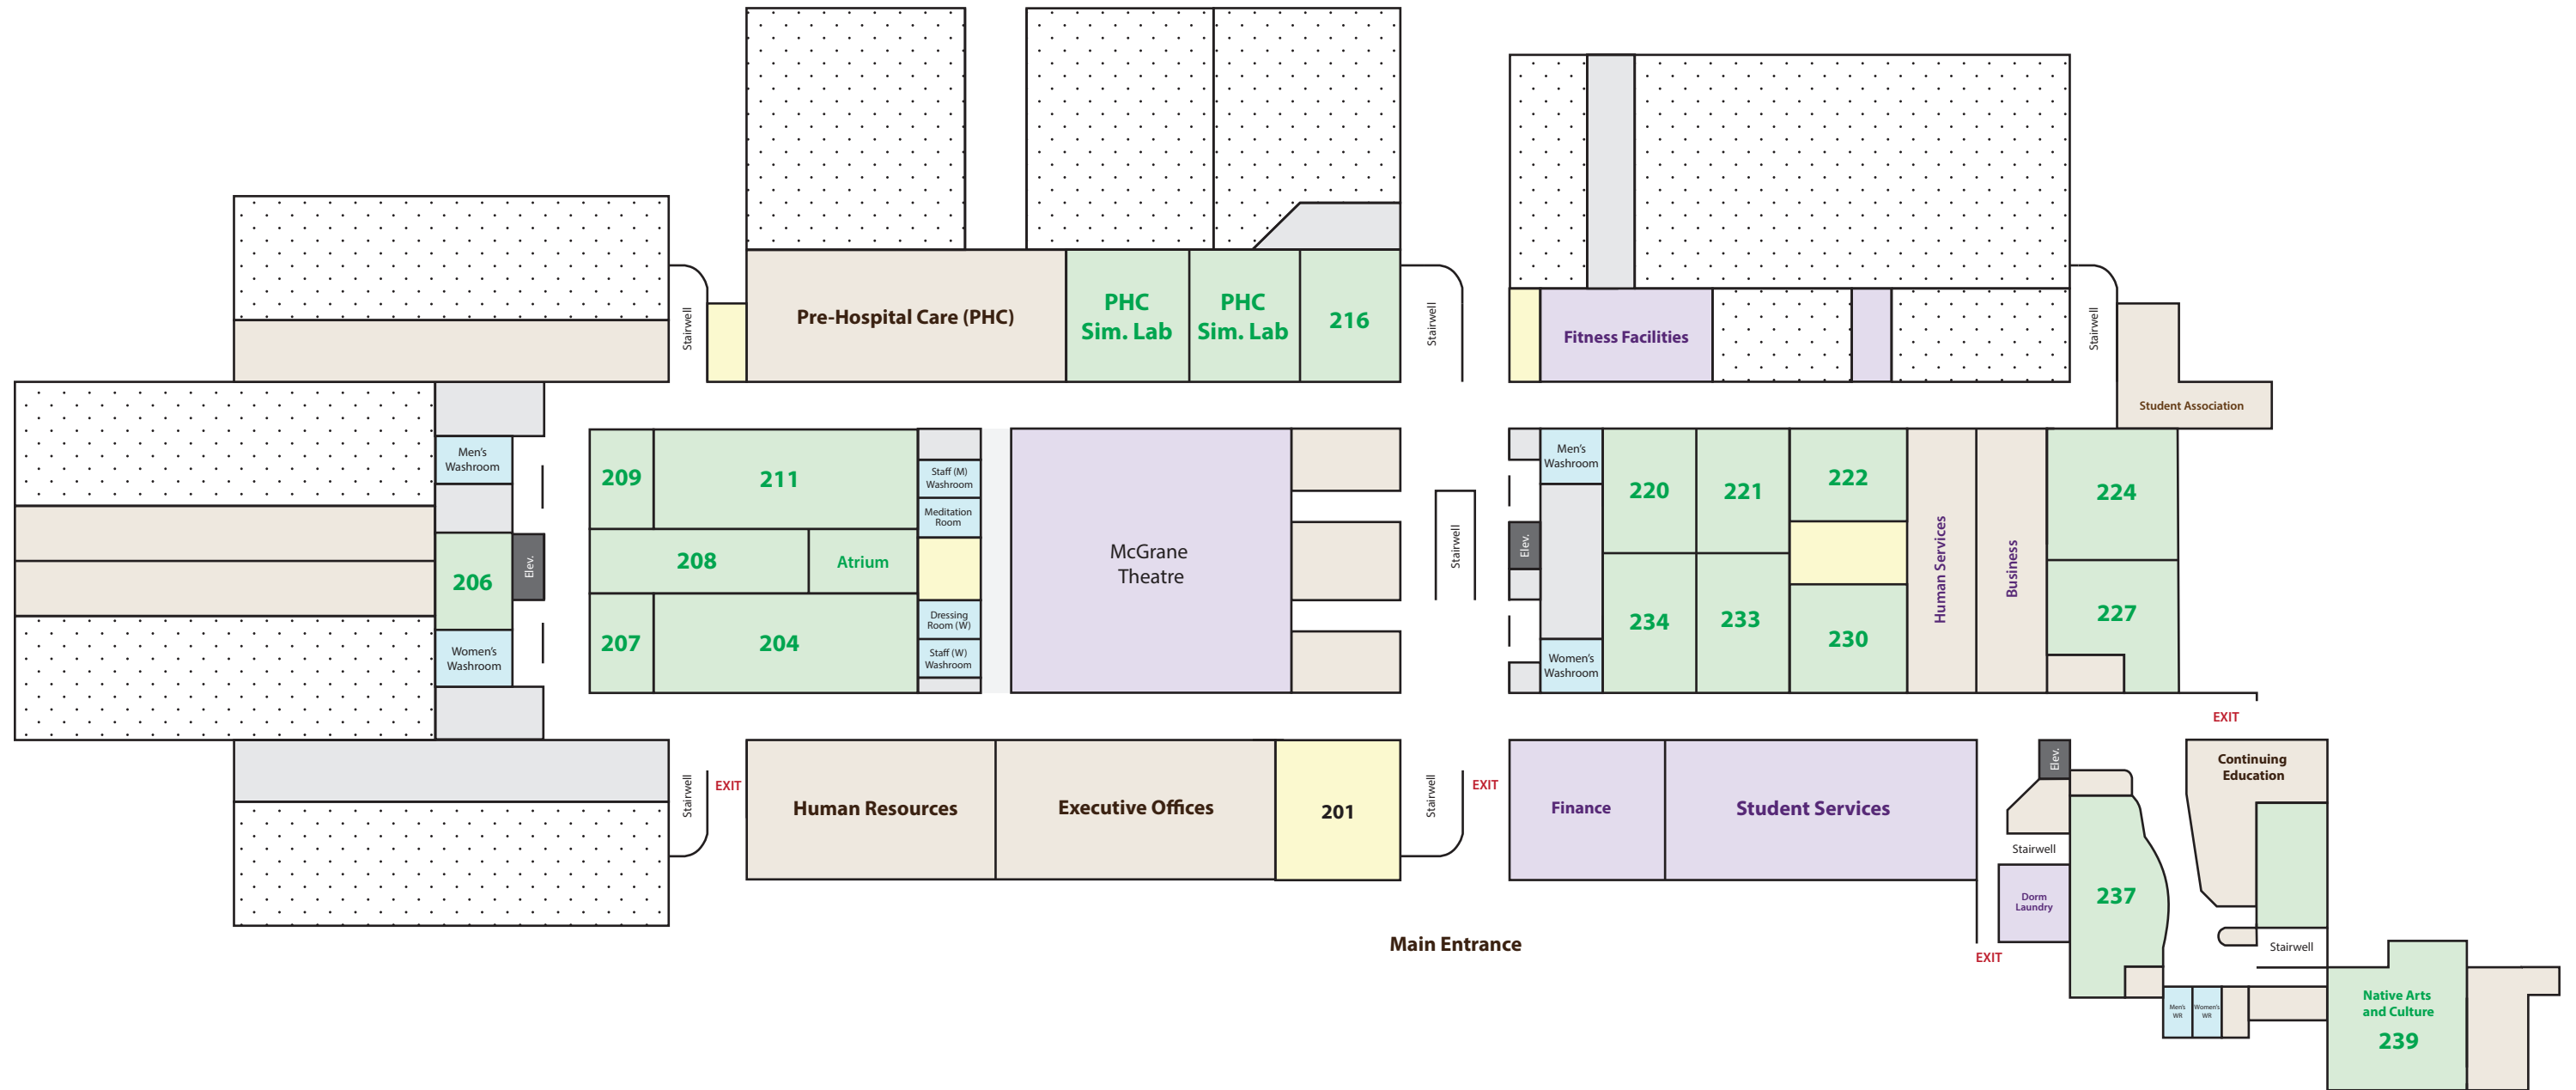 Stairwell
Pre-Hospital Care (PHC)
PHC
Sim. Lab
PHC
Sim. Lab
216
Stairwell
Fitness Facilities
Stairwell
Student Association
Men's
Washroom
206
Elev.
Women's
Washroom
209
211
208
Atrium
207
204
Staff (M)
Washroom
Meditation
Room
Dressing
Room (W)
Staff (W)
Washroom
McGrane
Theatre
Stairwell
Elev.
Men's
Washroom
Women's
Washroom
220
221
222
234
233
230
Human Services
Business
224
227
EXIT
Stairwell
EXIT
Human Resources
Executive Offices
201
Stairwell
EXIT
Finance
Student Services
Elev.
Stairwell
Dorm
Laundry
237
Continuing
Education
Stairwell
Main Entrance
EXIT
Men's
WR
Women's
WR
Native Arts
and Culture
239